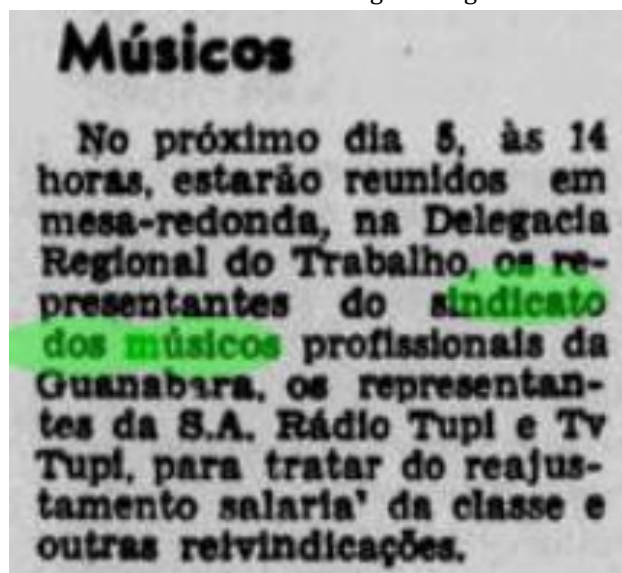 Músicos
No próximo dia 5, às 14
horas, estarão reunidos em
mesa-redonda, na Delegacia
Regional do Trabalho, os re-
presentantes do sindicato
dos músicos profissionais da
Guanabara, os representan-
tes da S.A. Rádio Tupi e Tv
Tupi, para tratar do reajus-
tamento salaria' da classe e
outras reivindicações.